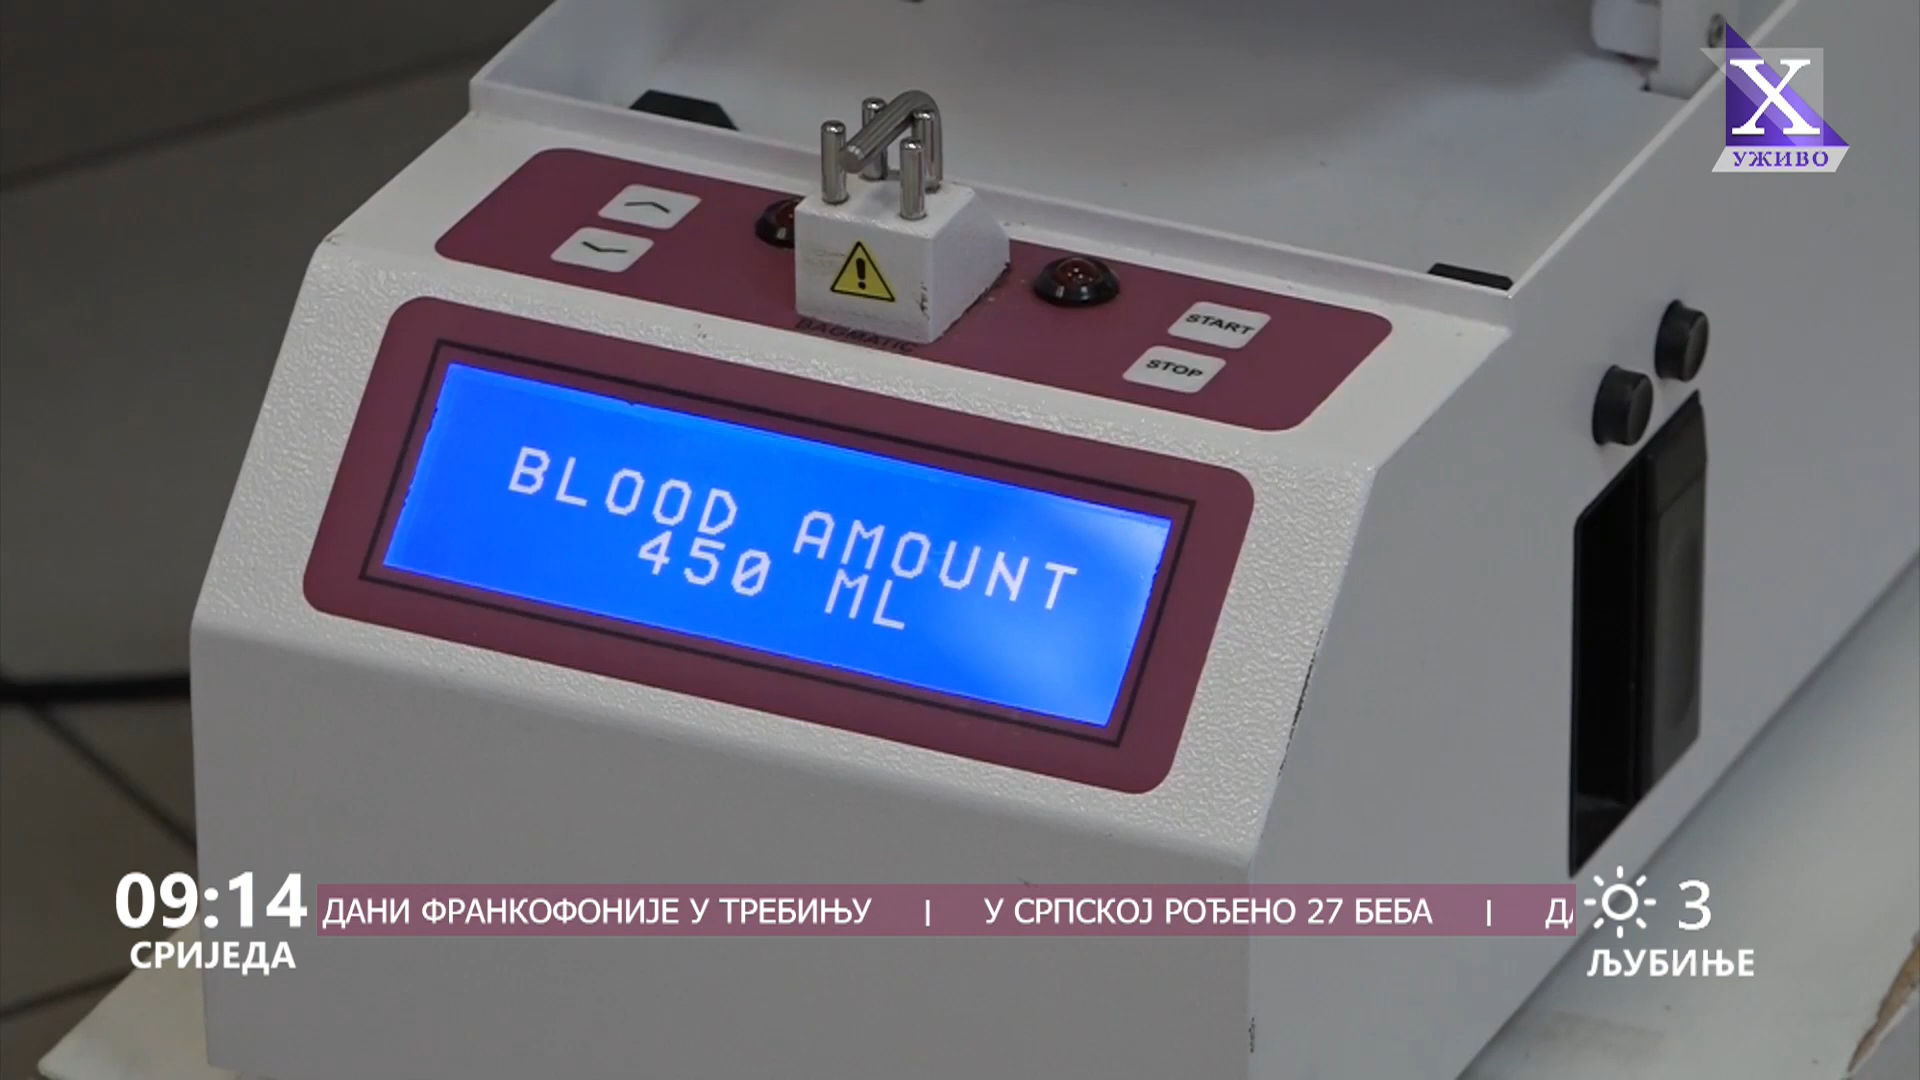 Х
УЖИВО
START
STOP
BAGMATIC
BLOOD AMOUNT
450 ML
09:14
СРИЈЕДА
ДАНИ ФРАНКОФОНИЈЕ У ТРЕБИЊУ | У СРПСКОЈ РОЂЕНО 27 БЕБА |
3
ЉУБИЊЕ